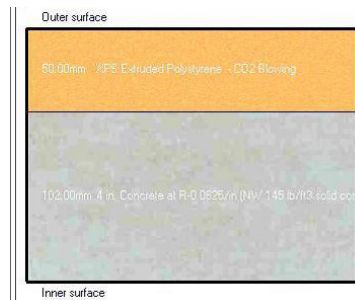 Outer surface
50.00mm XPS Extruded Polystyrene - CO2 Blowing
102.00mm 4 in. Concrete at R-0.0625/in (NW 145 lb/ft3 solid con
Inner surface